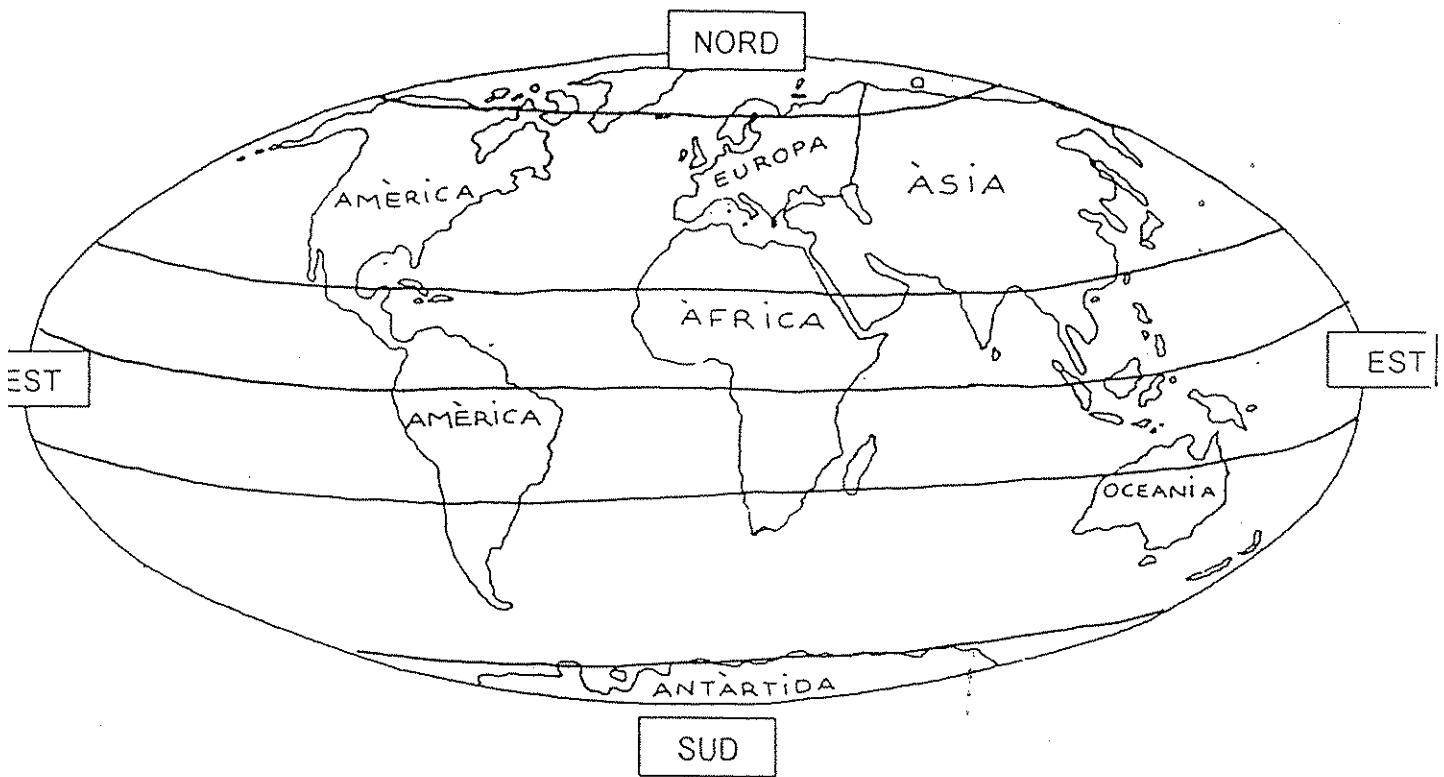 NORD
EUROPA
ÀSIA
AMÈRICA
ÀFRICA
EST
EST
AMÈRICA
OCEANIA
ANTÀRTIDA
SUD